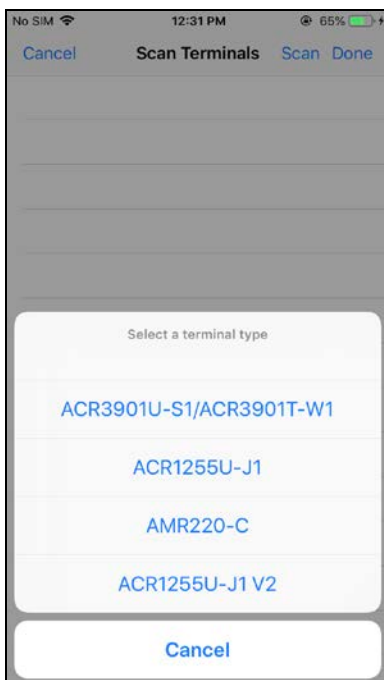 No SIM 12:31 PM 65%
Cancel Scan Terminals Scan Done
Select a terminal type
ACR3901U-S1/ACR3901T-W1
ACR1255U-J1
AMR220-C
ACR1255U-J1 V2
Cancel